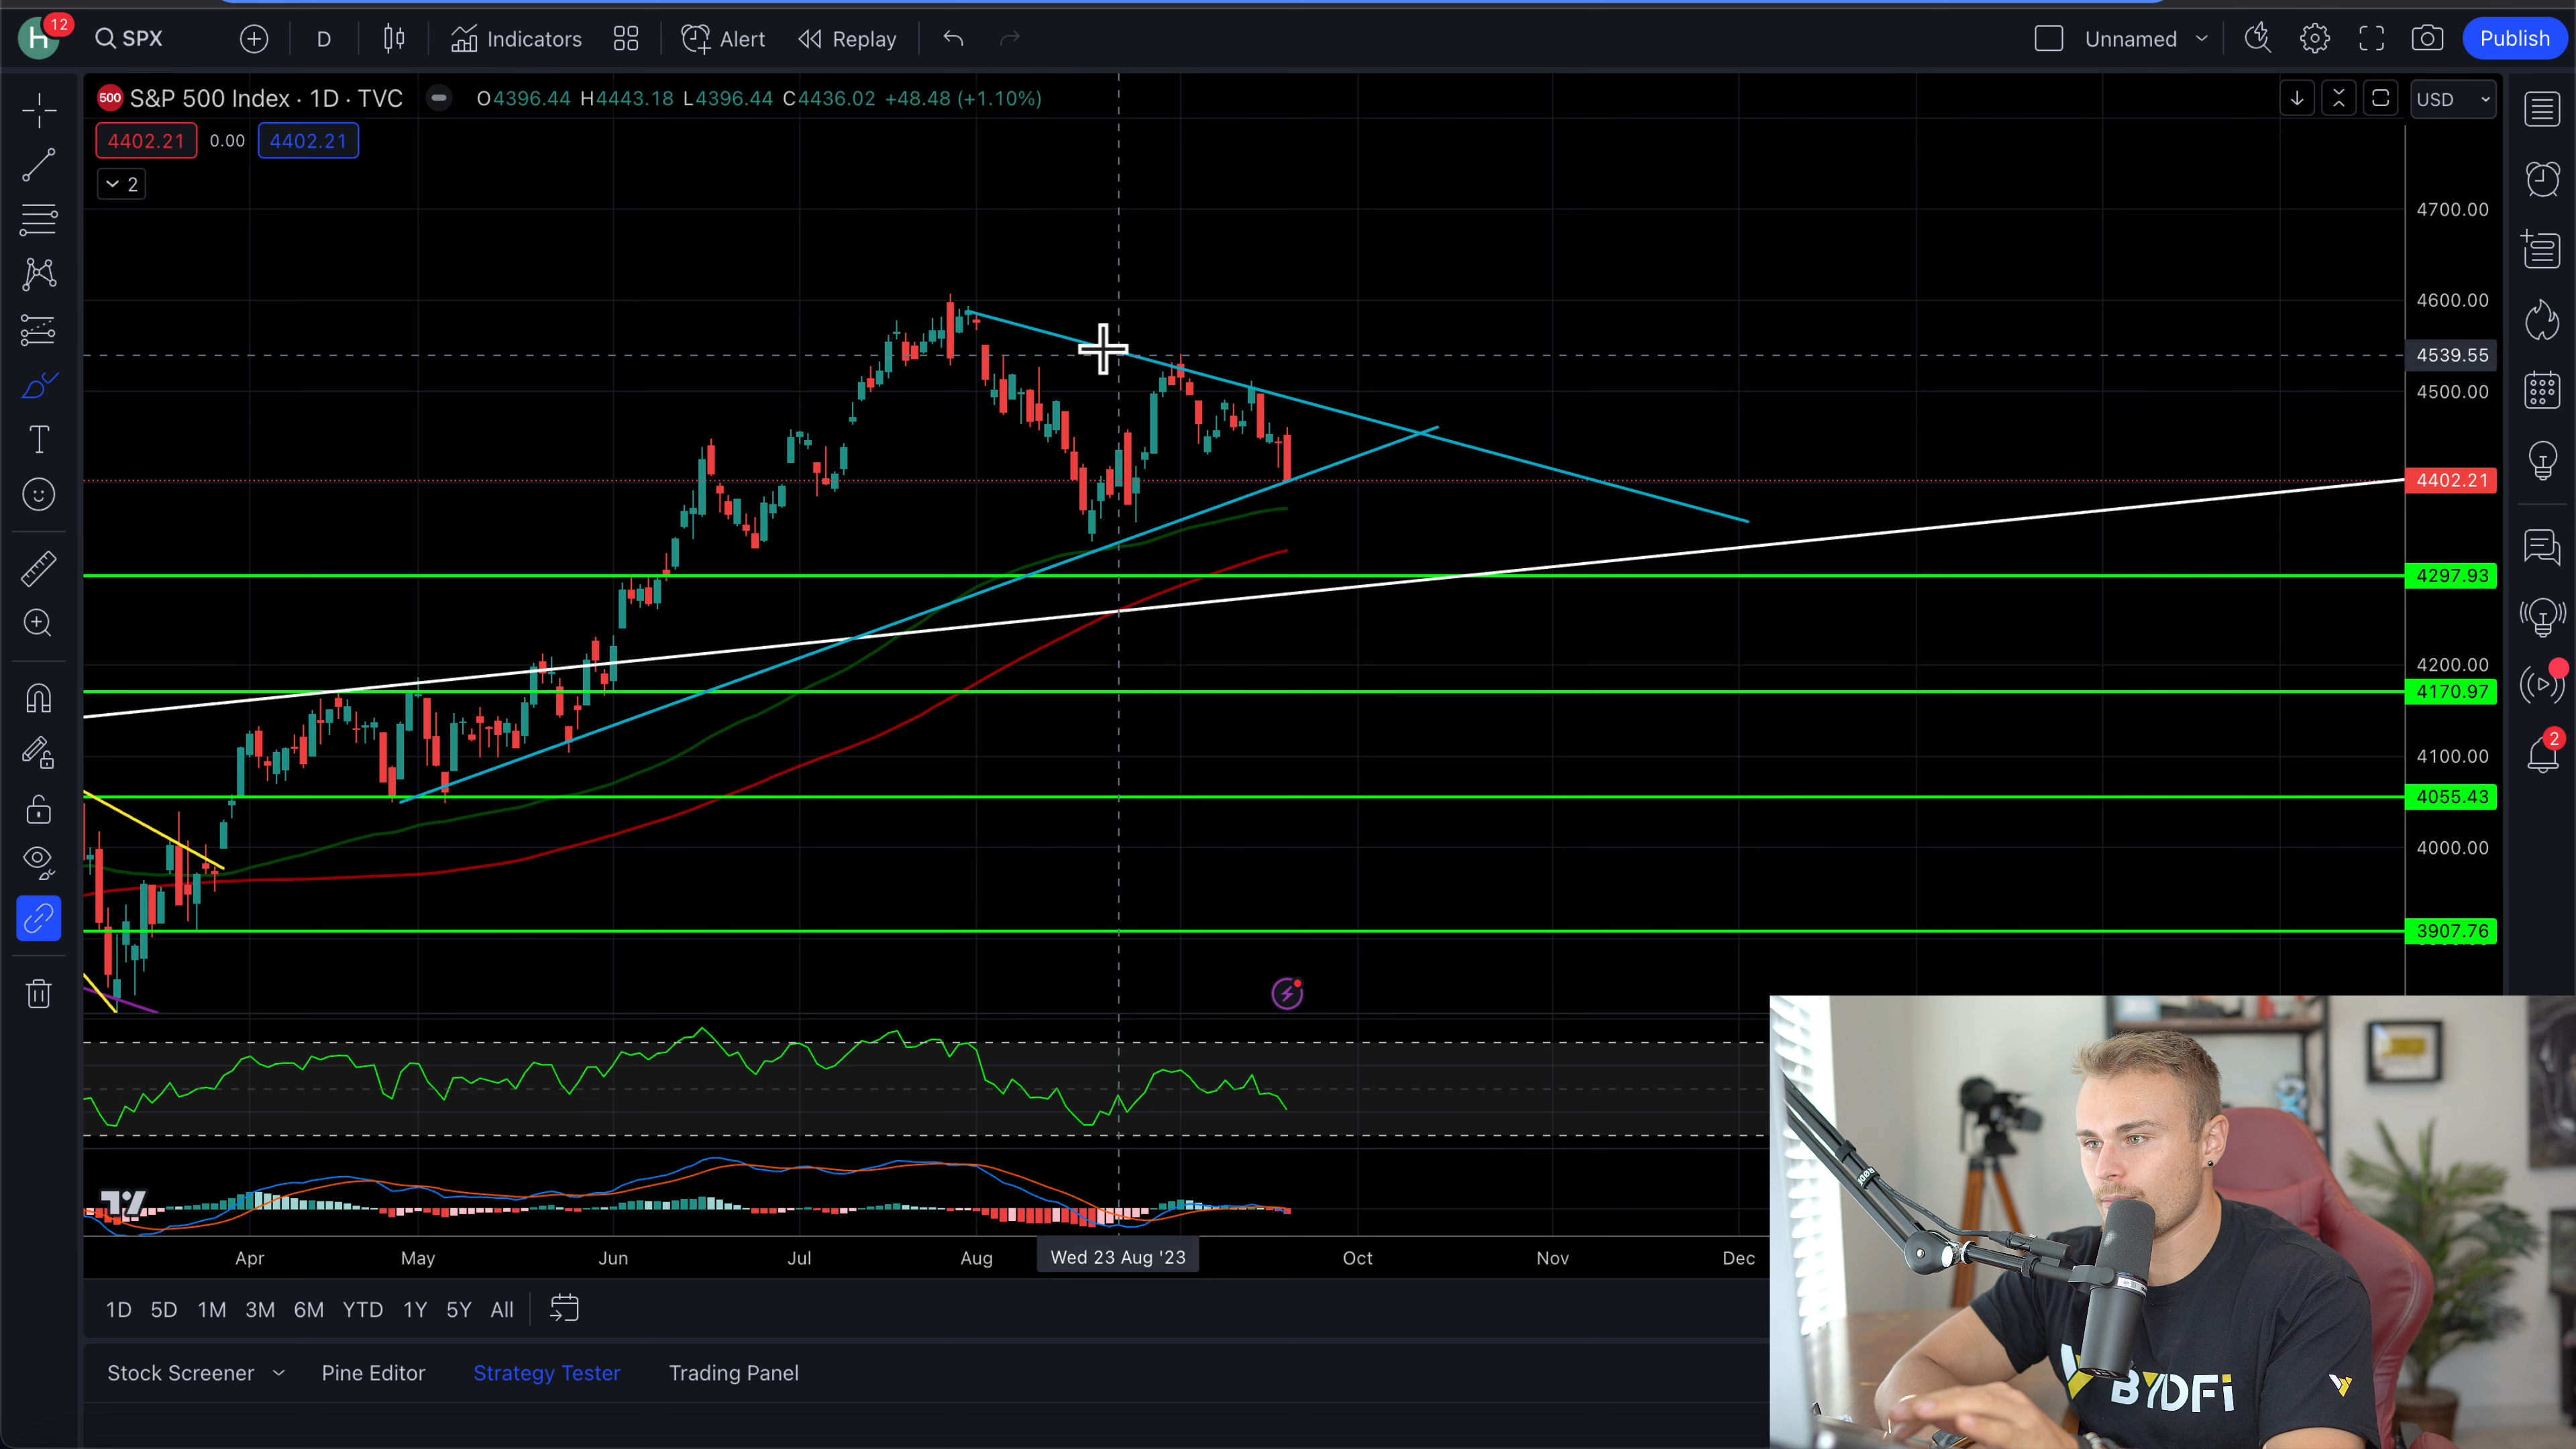 H 12 SPX D Indicators Alert Replay Unnamed Publish
500 S&P 500 Index · 1D · TVC O4396.44 H4443.18 L4396.44 C4436.02 +48.48 (+1.10%) USD
4402.21 0.00 4402.21
2
4700.00
4600.00
4539.55
4500.00
4402.21
4297.93
4200.00
4170.97
4100.00
4055.43
4000.00
3907.76
2
Apr May Jun Jul Aug Wed 23 Aug '23 Oct Nov Dec
1D 5D 1M 3M 6M YTD 1Y 5Y All
Stock Screener Pine Editor Strategy Tester Trading Panel
RØDE
BYDFi